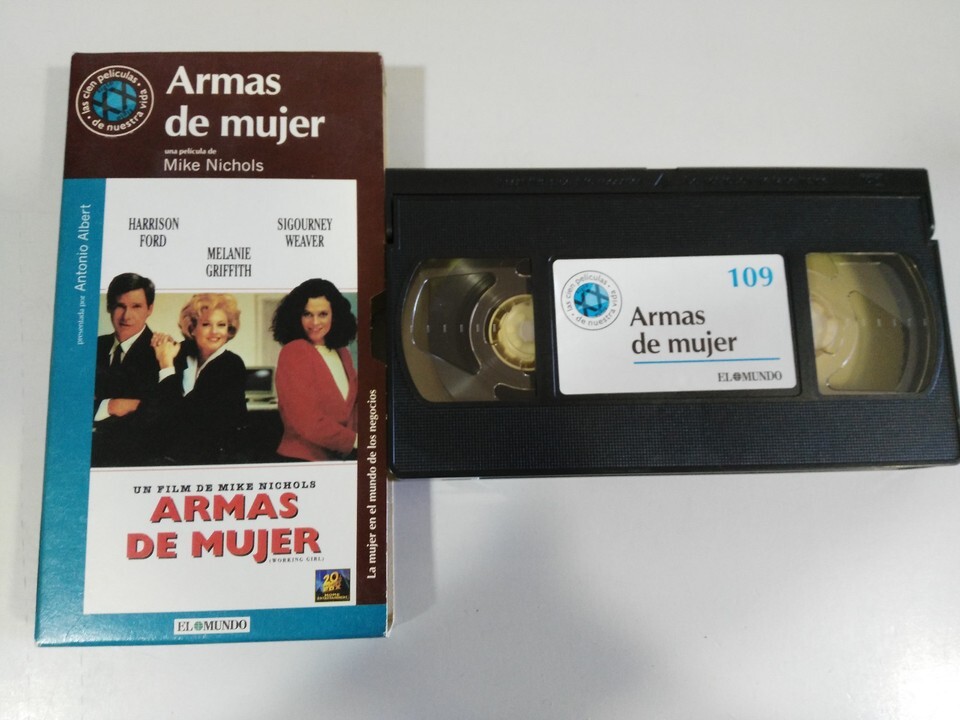 las cien películas
de nuestra vida
Armas
de mujer
una película de
Mike Nichols
presentada por Antonio Albert
HARRISON
FORD
MELANIE
GRIFFITH
SIGOURNEY
WEAVER
La mujer en el mundo de los negocios
UN FILM DE MIKE NICHOLS
ARMAS
DE MUJER
(WORKING GIRL)
20
FOX
EL MUNDO
las cien películas
de nuestra vida
109
Armas
de mujer
EL MUNDO